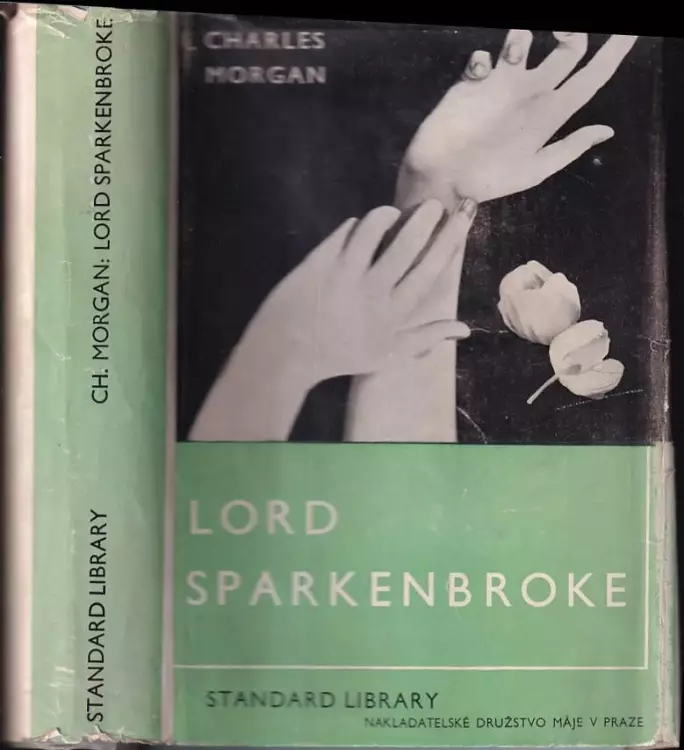 CH. MORGAN: LORD SPARKENBROKE
STANDARD LIBRARY
CHARLES
MORGAN
LORD
SPARKENBROKE
STANDARD LIBRARY
NAKLADATELSKÉ DRUŽSTVO MÁJE V PRAZE